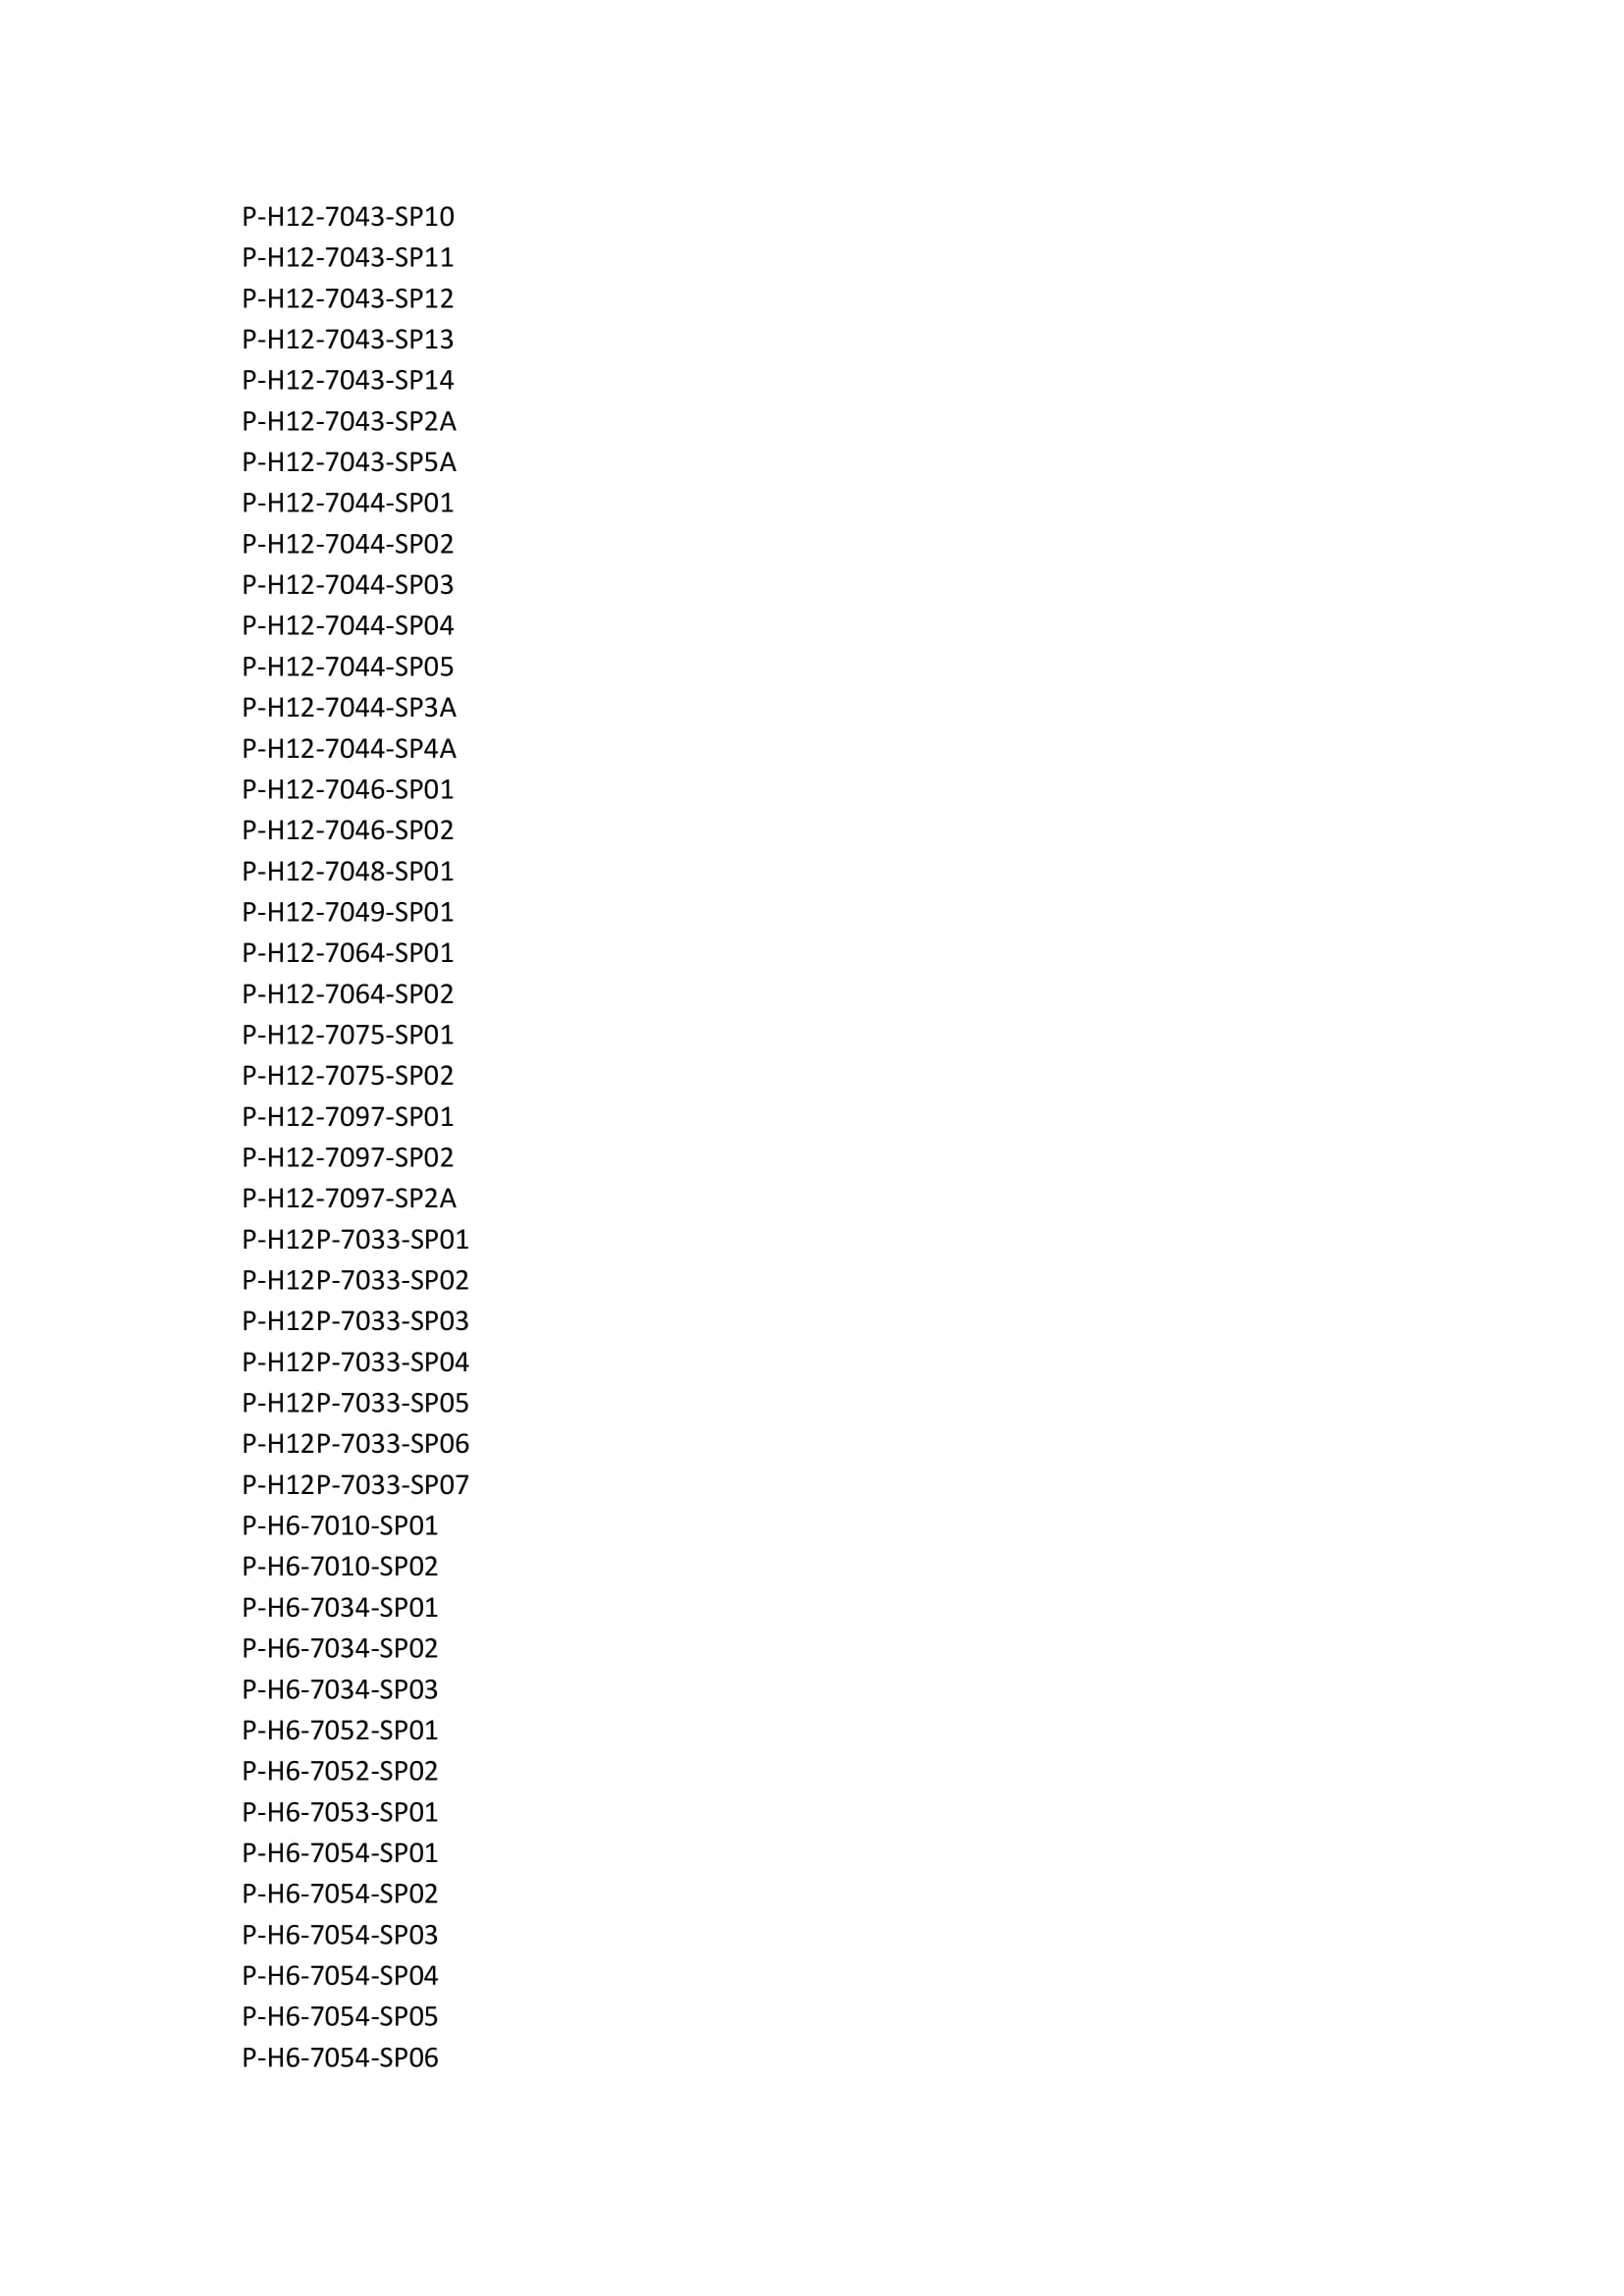 P-H12-7043-SP10
P-H12-7043-SP11
P-H12-7043-SP12
P-H12-7043-SP13
P-H12-7043-SP14
P-H12-7043-SP2A
P-H12-7043-SP5A
P-H12-7044-SP01
P-H12-7044-SP02
P-H12-7044-SP03
P-H12-7044-SP04
P-H12-7044-SP05
P-H12-7044-SP3A
P-H12-7044-SP4A
P-H12-7046-SP01
P-H12-7046-SP02
P-H12-7048-SP01
P-H12-7049-SP01
P-H12-7064-SP01
P-H12-7064-SP02
P-H12-7075-SP01
P-H12-7075-SP02
P-H12-7097-SP01
P-H12-7097-SP02
P-H12-7097-SP2A
P-H12P-7033-SP01
P-H12P-7033-SP02
P-H12P-7033-SP03
P-H12P-7033-SP04
P-H12P-7033-SP05
P-H12P-7033-SP06
P-H12P-7033-SP07
P-H6-7010-SP01
P-H6-7010-SP02
P-H6-7034-SP01
P-H6-7034-SP02
P-H6-7034-SP03
P-H6-7052-SP01
P-H6-7052-SP02
P-H6-7053-SP01
P-H6-7054-SP01
P-H6-7054-SP02
P-H6-7054-SP03
P-H6-7054-SP04
P-H6-7054-SP05
P-H6-7054-SP06